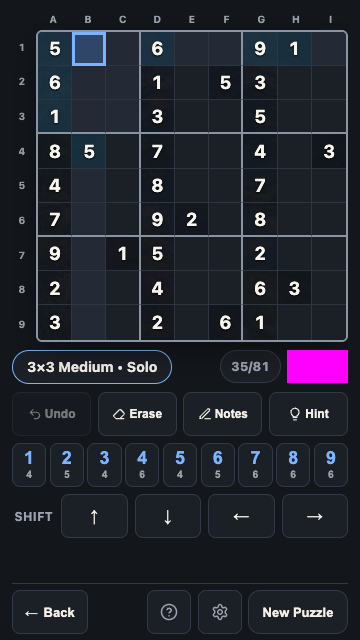 A B C D E F G H I
1 5 6 9 1
2 6 1 5 3
3 1 3 5
4 8 5 7 4 3
5 4 8 7
6 7 9 2 8
7 9 1 5 2
8 2 4 6 3
9 3 2 6 1
3×3 Medium • Solo 35/81
Undo Erase Notes Hint
1 2 3 4 5 6 7 8 9
4 5 4 6 4 5 6 6 6
SHIFT ↑ ↓ ← →
← Back ? New Puzzle